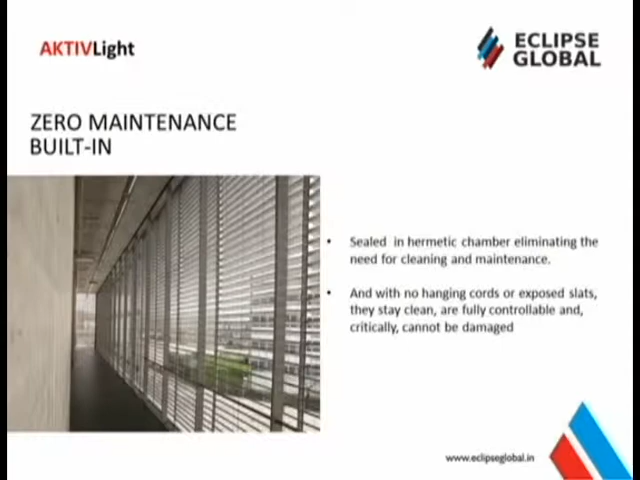 AKTIVLight
ECLIPSE
GLOBAL
ZERO MAINTENANCE
BUILT-IN
• Sealed in hermetic chamber eliminating the
need for cleaning and maintenance.
• And with no hanging cords or exposed slats,
they stay clean, are fully controllable and,
critically, cannot be damaged
www.eclipseglobal.in